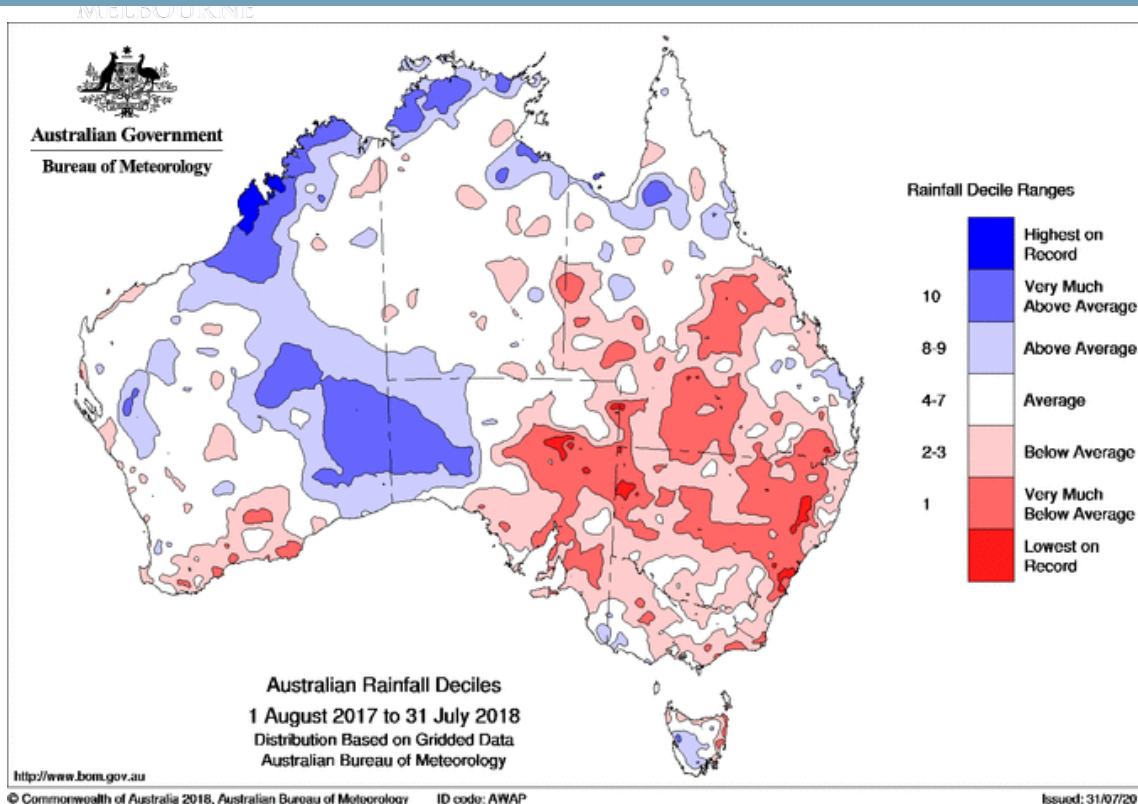 MELBOURNE
Australian Government
Bureau of Meteorology
Rainfall Decile Ranges
Highest on
Record
10
Very Much
Above Average
8-9
Above Average
4-7
Average
2-3
Below Average
1
Very Much
Below Average
Lowest on
Record
Australian Rainfall Deciles
1 August 2017 to 31 July 2018
Distribution Based on Gridded Data
Australian Bureau of Meteorology
http://www.bom.gov.au
© Commonwealth of Australia 2018, Australian Bureau of Meteorology ID code: AWAP Issued: 31/07/20